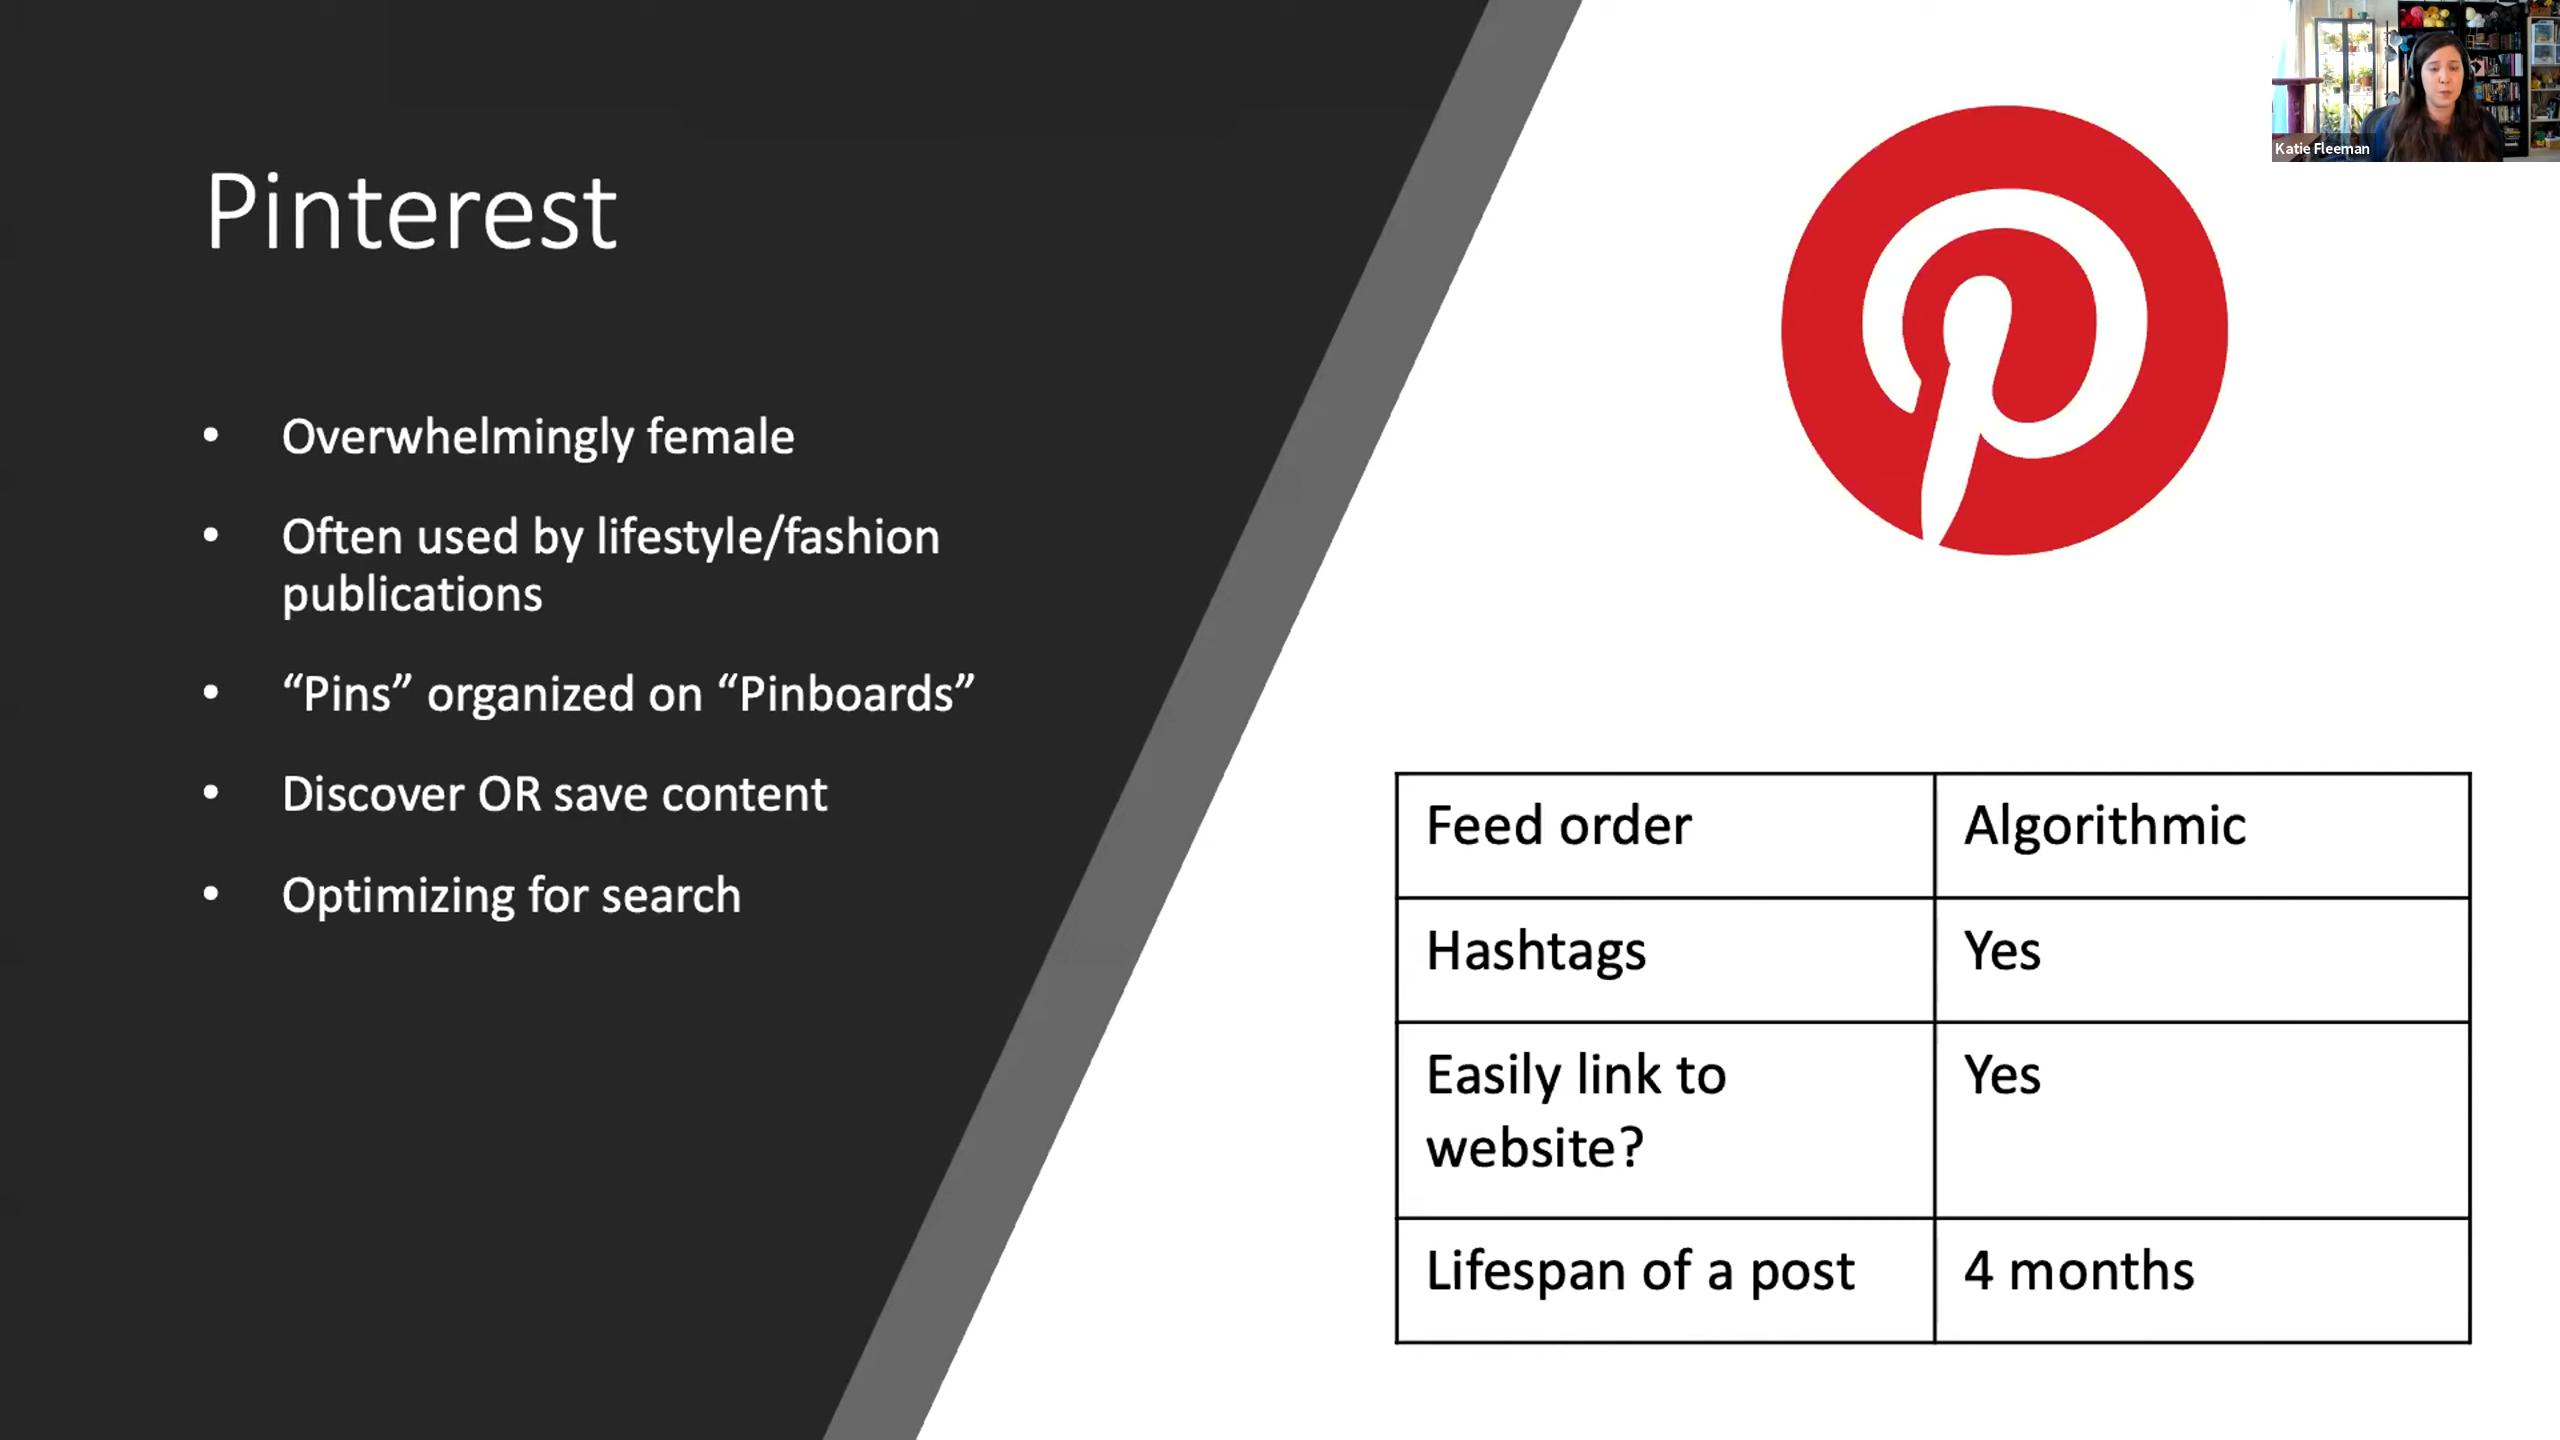 Pinterest
• Overwhelmingly female
• Often used by lifestyle/fashion
publications
• “Pins” organized on “Pinboards”
• Discover OR save content
• Optimizing for search
Katie Fleeman
Feed order Algorithmic
Hashtags Yes
Easily link to Yes
website?
Lifespan of a post 4 months